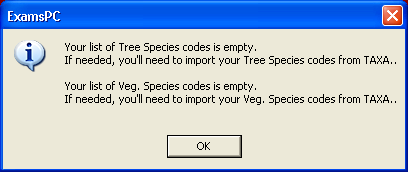 ExamsPC
Your list of Tree Species codes is empty.
If needed, you'll need to import your Tree Species codes from TAXA..
Your list of Veg. Species codes is empty.
If needed, you'll need to import your Veg. Species codes from TAXA..
OK